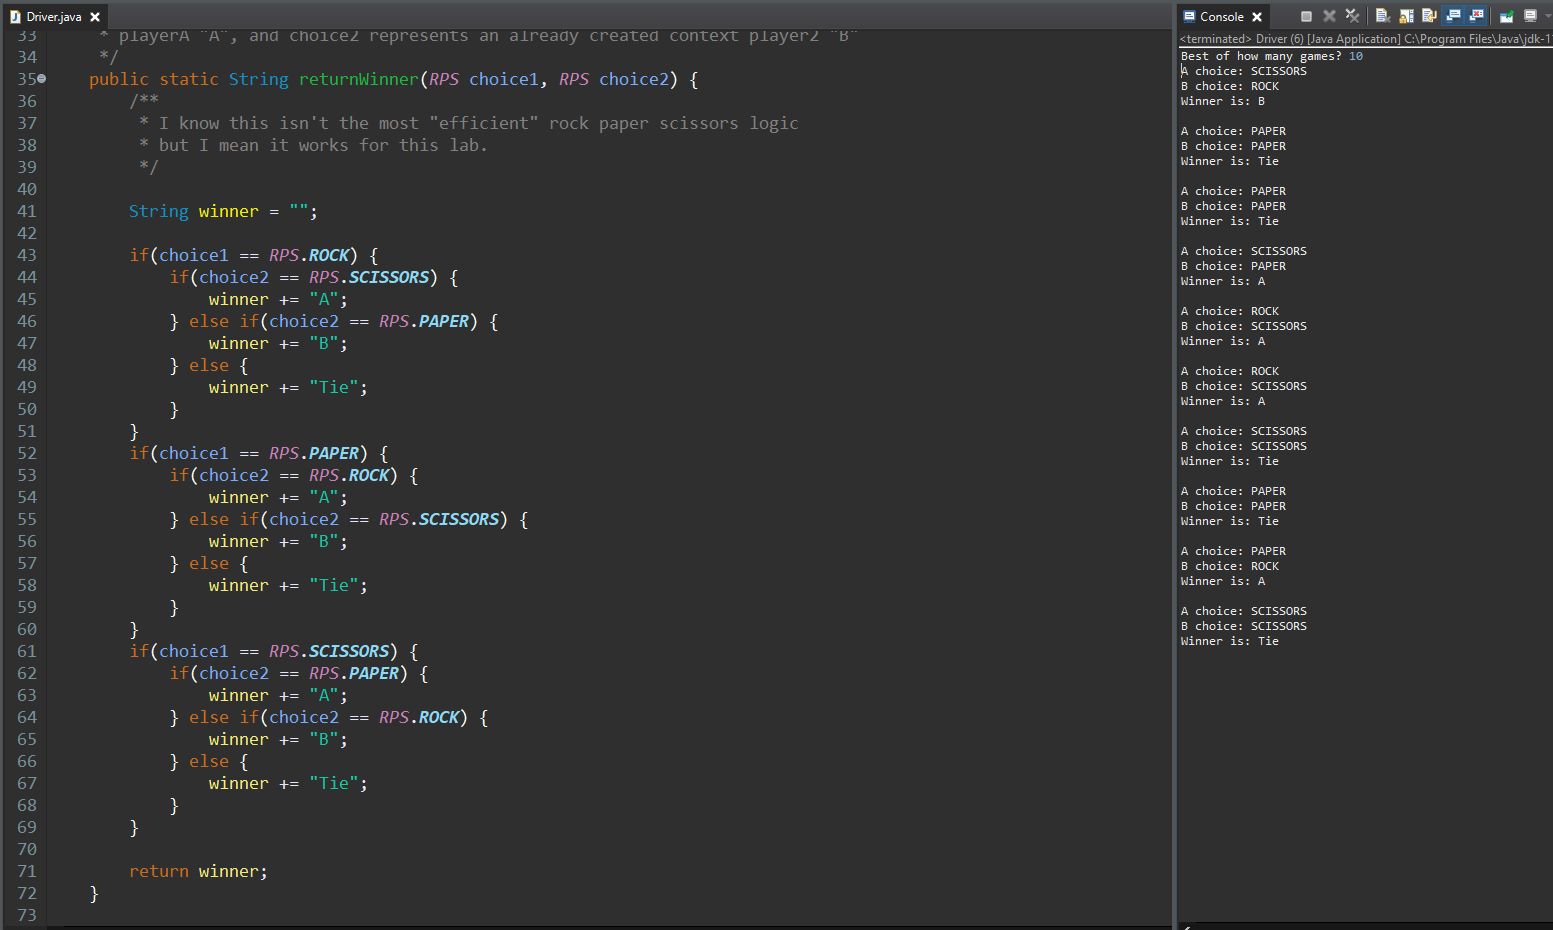 Driver.java
33 * playerA "A", and choice2 represents an already created context player2 "B"
34 */
35 public static String returnWinner(RPS choice1, RPS choice2) {
36 /**
37 * I know this isn't the most "efficient" rock paper scissors logic
38 * but I mean it works for this lab.
39 */
40
41 String winner = "";
42
43 if(choice1 == RPS.ROCK) {
44 if(choice2 == RPS.SCISSORS) {
45 winner += "A";
46 } else if(choice2 == RPS.PAPER) {
47 winner += "B";
48 } else {
49 winner += "Tie";
50 }
51 }
52 if(choice1 == RPS.PAPER) {
53 if(choice2 == RPS.ROCK) {
54 winner += "A";
55 } else if(choice2 == RPS.SCISSORS) {
56 winner += "B";
57 } else {
58 winner += "Tie";
59 }
60 }
61 if(choice1 == RPS.SCISSORS) {
62 if(choice2 == RPS.PAPER) {
63 winner += "A";
64 } else if(choice2 == RPS.ROCK) {
65 winner += "B";
66 } else {
67 winner += "Tie";
68 }
69 }
70
71 return winner;
72 }
73
Console
<terminated> Driver (6) [Java Application] C:\Program Files\Java\jdk-1
Best of how many games? 10
A choice: SCISSORS
B choice: ROCK
Winner is: B
A choice: PAPER
B choice: PAPER
Winner is: Tie
A choice: PAPER
B choice: PAPER
Winner is: Tie
A choice: SCISSORS
B choice: PAPER
Winner is: A
A choice: ROCK
B choice: SCISSORS
Winner is: A
A choice: ROCK
B choice: SCISSORS
Winner is: A
A choice: SCISSORS
B choice: SCISSORS
Winner is: Tie
A choice: PAPER
B choice: PAPER
Winner is: Tie
A choice: PAPER
B choice: ROCK
Winner is: A
A choice: SCISSORS
B choice: SCISSORS
Winner is: Tie